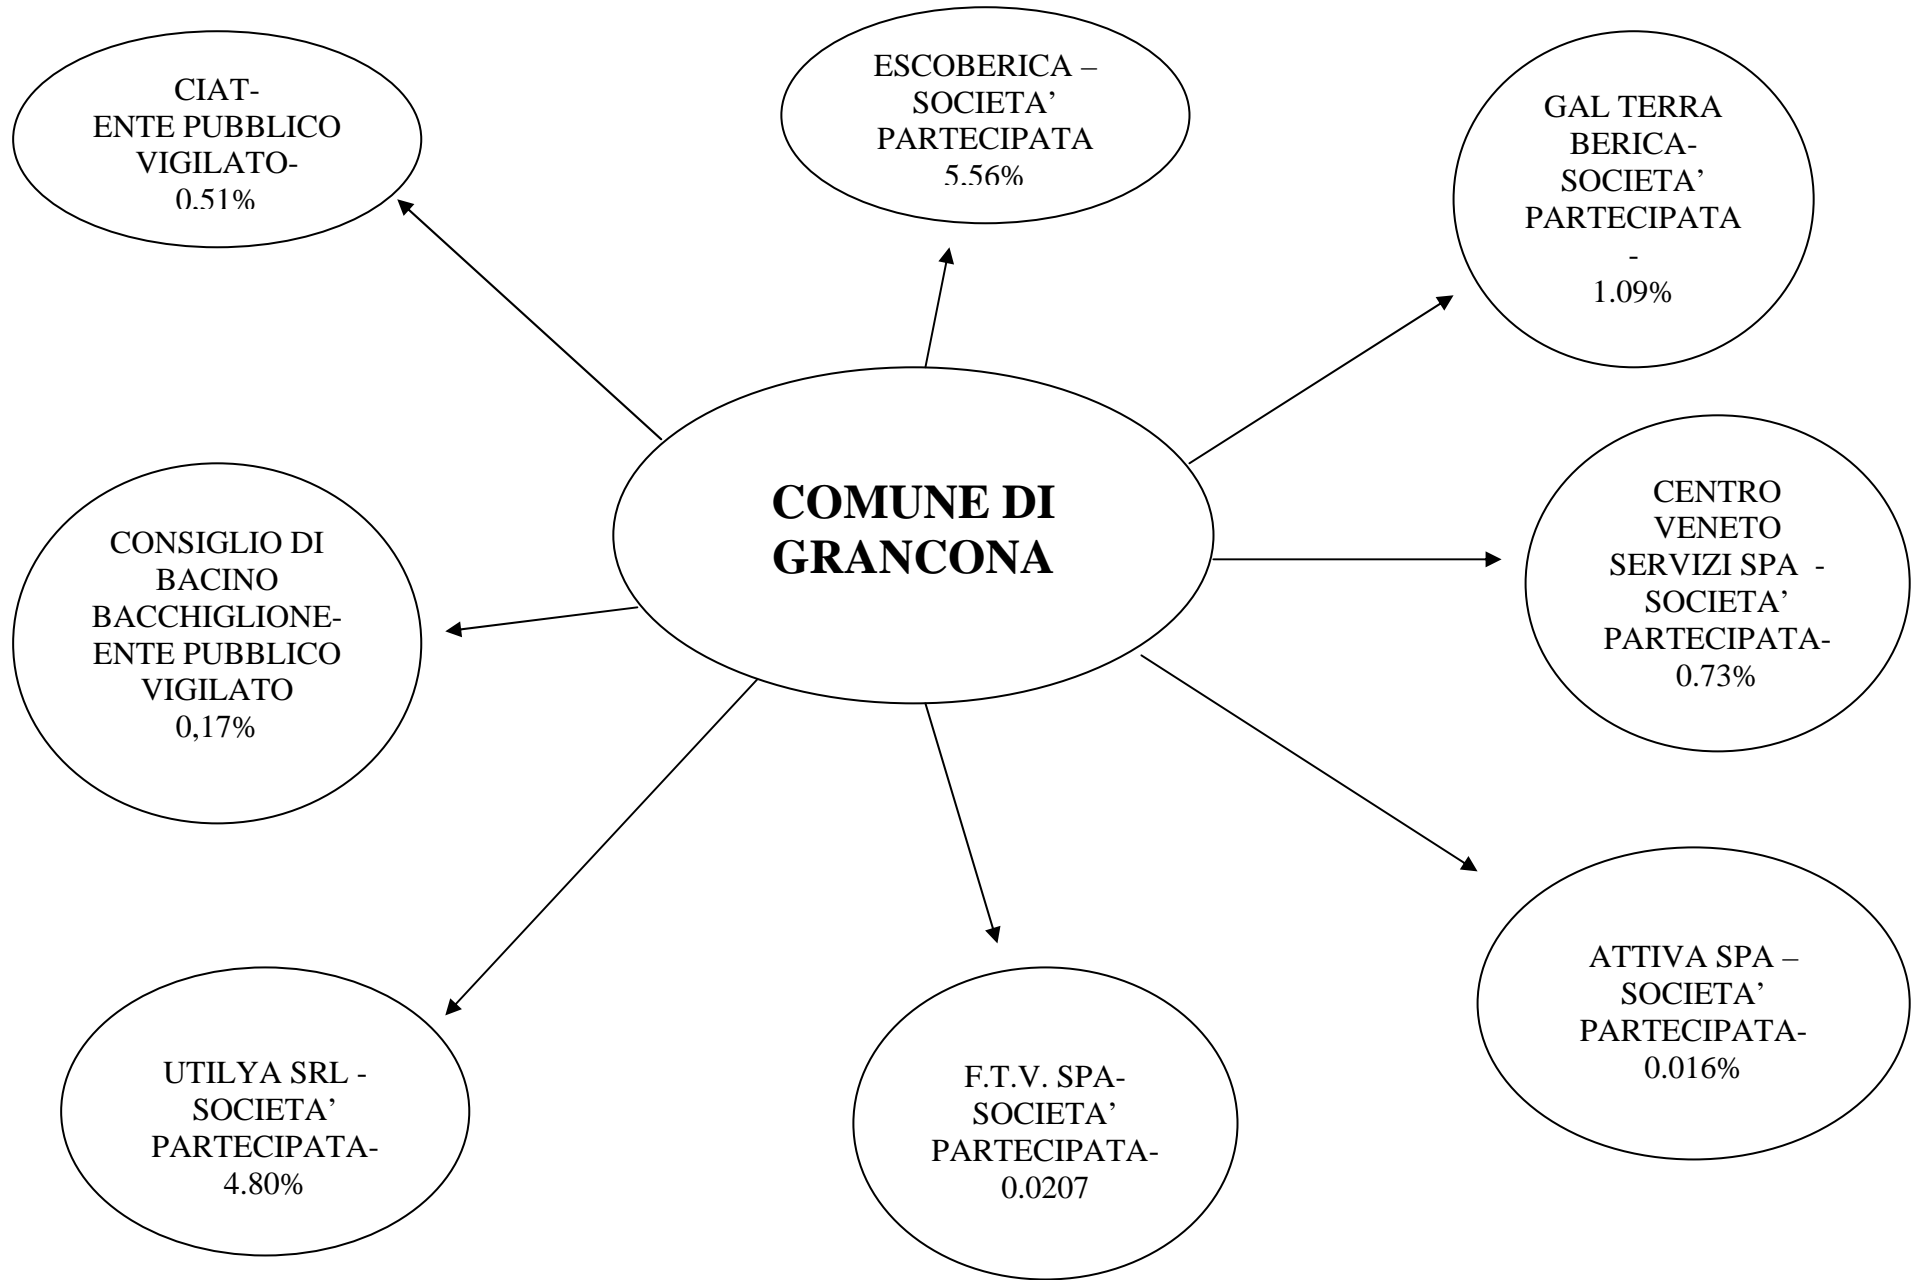 CIAT-
ENTE PUBBLICO
VIGILATO-
0,51%
ESCOBERICA –
SOCIETA’
PARTECIPATA
5,56%
GAL TERRA
BERICA-
SOCIETA’
PARTECIPATA
-
1.09%
COMUNE DI
GRANCONA
CENTRO
VENETO
SERVIZI SPA -
SOCIETA’
PARTECIPATA-
0.73%
CONSIGLIO DI
BACINO
BACCHIGLIONE-
ENTE PUBBLICO
VIGILATO
0,17%
ATTIVA SPA –
SOCIETA’
PARTECIPATA-
0.016%
UTILYA SRL -
SOCIETA’
PARTECIPATA-
4.80%
F.T.V. SPA-
SOCIETA’
PARTECIPATA-
0.0207